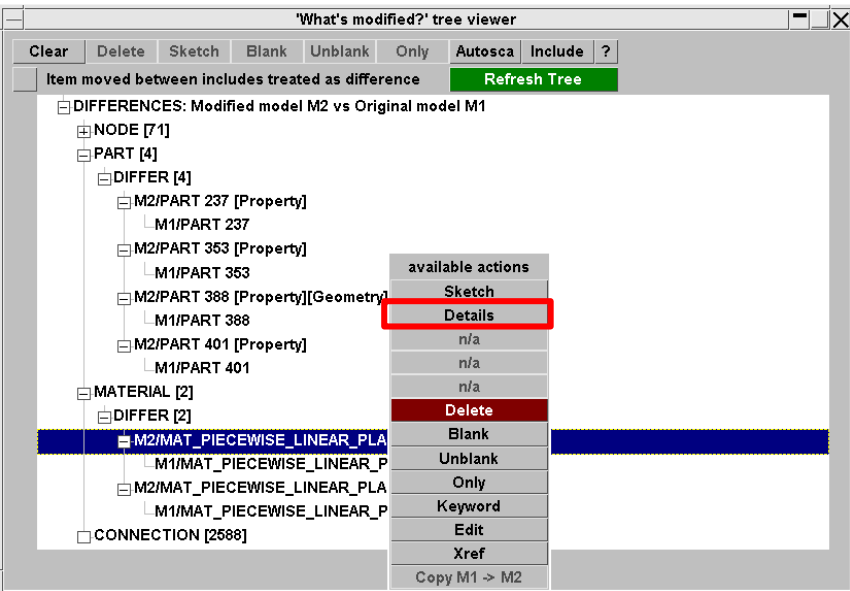 'What's modified?' tree viewer
Clear Delete Sketch Blank Unblank Only Autosca Include ?
Item moved between includes treated as difference Refresh Tree
DIFFERENCES: Modified model M2 vs Original model M1
NODE [71]
PART [4]
DIFFER [4]
M2/PART 237 [Property]
M1/PART 237
M2/PART 353 [Property]
M1/PART 353
M2/PART 388 [Property][Geometry]
M1/PART 388
M2/PART 401 [Property]
M1/PART 401
MATERIAL [2]
DIFFER [2]
M2/MAT_PIECEWISE_LINEAR_PLA
M1/MAT_PIECEWISE_LINEAR_P
M2/MAT_PIECEWISE_LINEAR_PLA
M1/MAT_PIECEWISE_LINEAR_P
CONNECTION [2588]
available actions
Sketch
Details
n/a
n/a
n/a
Delete
Blank
Unblank
Only
Keyword
Edit
Xref
Copy M1 -> M2